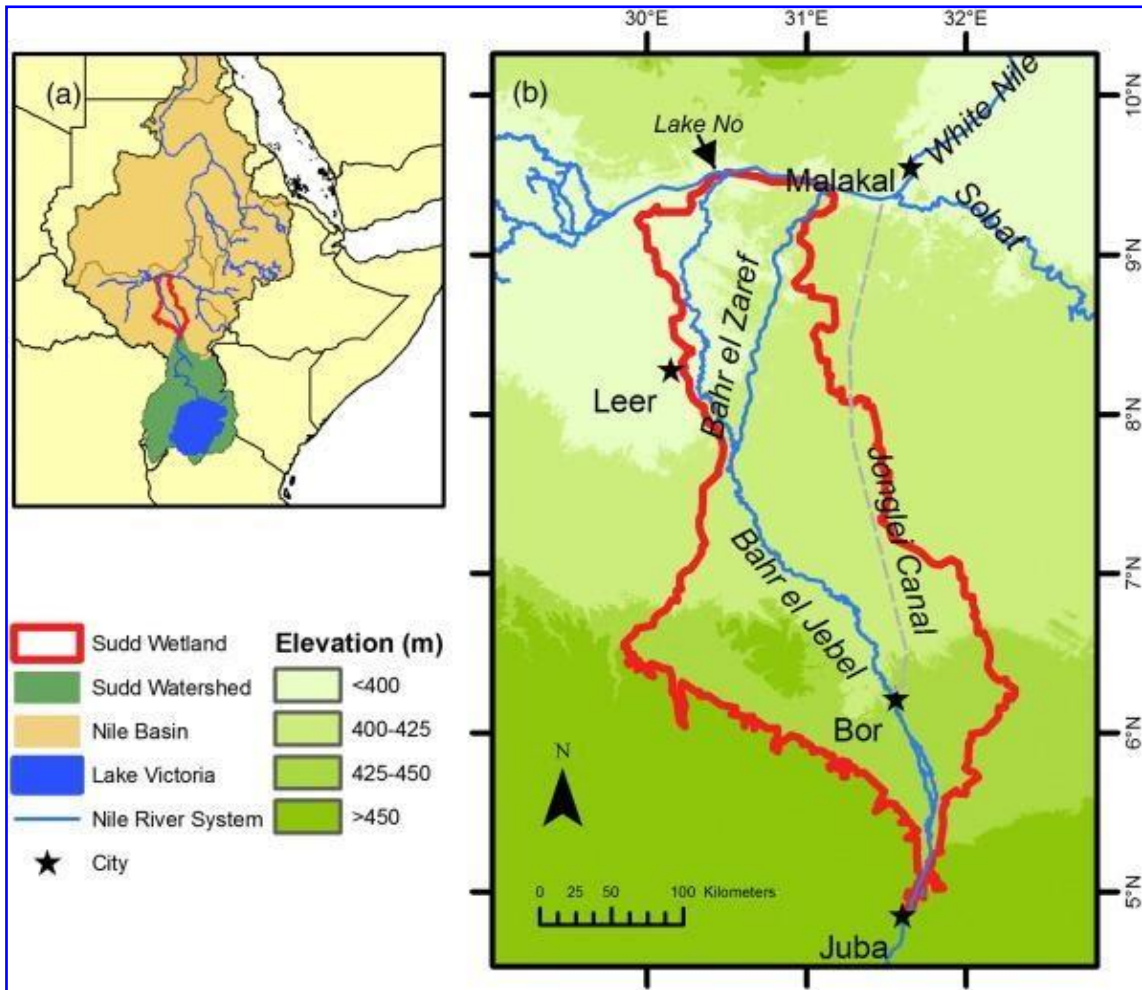 30°E 31°E 32°E
(a)
(b)
10°N
Lake No
White Nile
Malakal
Sobat
9°N
Bahr el Zaref
Leer
8°N
Jonglei Canal
Bahr el Jebel
7°N
Bor
6°N
N
0 25 50 100 Kilometers
5°N
Juba
Sudd Wetland
Sudd Watershed
Nile Basin
Lake Victoria
Nile River System
City
Elevation (m)
<400
400-425
425-450
>450